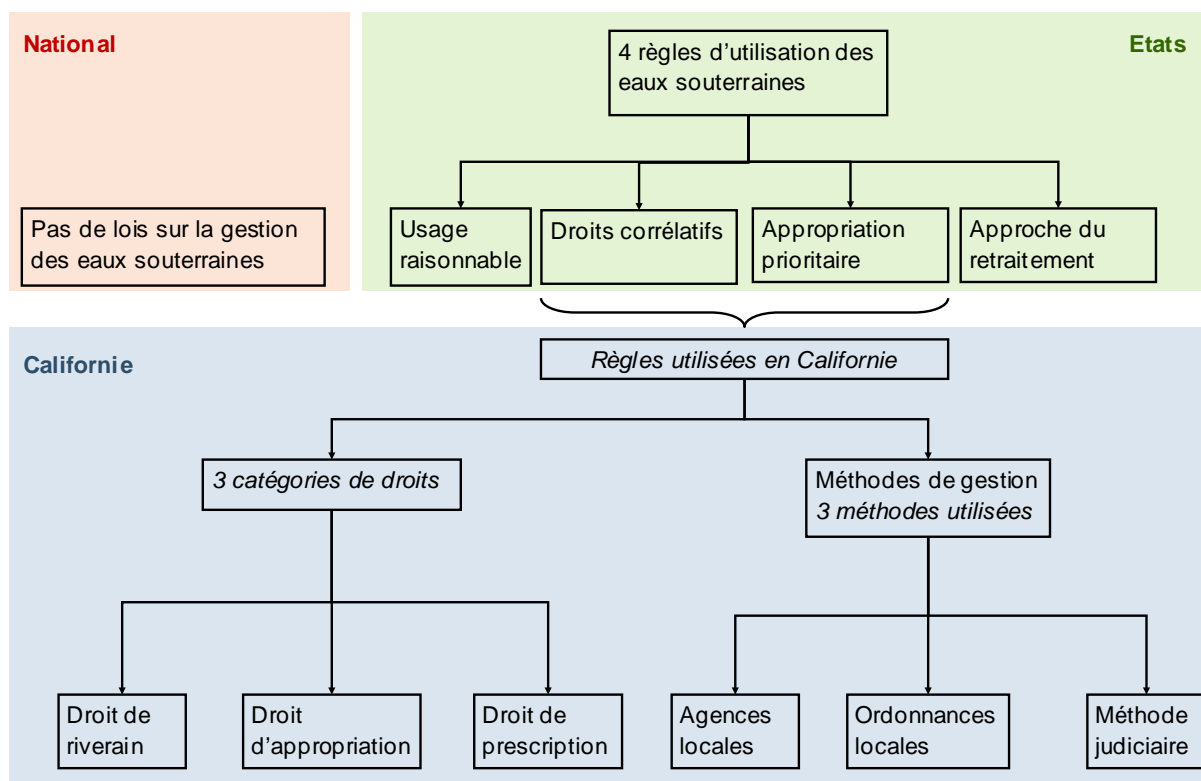 National
Etats
4 règles d'utilisation des
eaux souterraines
Pas de lois sur la gestion
des eaux souterraines
Usage
raisonnable
Droits corrélatifs
Appropriation
prioritaire
Approche du
retraitement
Californie
Règles utilisées en Californie
3 catégories de droits
Méthodes de gestion
3 méthodes utilisées
Droit de
riverain
Droit
d'appropriation
Droit de
prescription
Agences
locales
Ordonnances
locales
Méthode
judiciaire